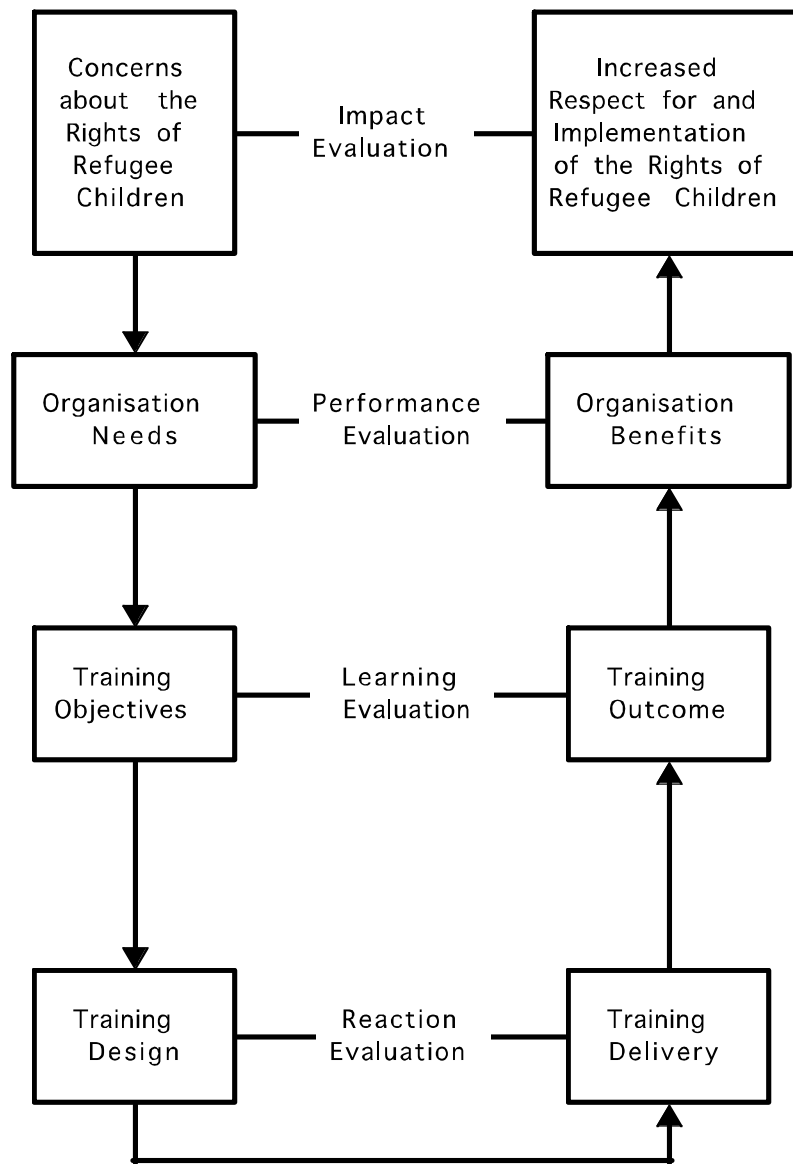 Concerns
about the
Rights of
Refugee
Children
Impact
Evaluation
Increased
Respect for and
Implementation
of the Rights of
Refugee Children
Organisation
Needs
Performance
Evaluation
Organisation
Benefits
Training
Objectives
Learning
Evaluation
Training
Outcome
Training
Design
Reaction
Evaluation
Training
Delivery